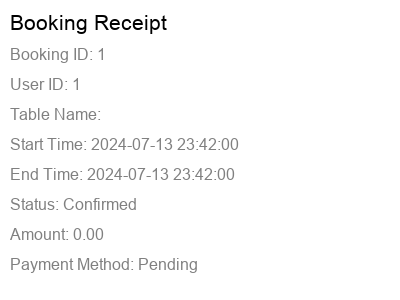 Booking Receipt
Booking ID: 1
User ID: 1
Table Name:
Start Time: 2024-07-13 23:42:00
End Time: 2024-07-13 23:42:00
Status: Confirmed
Amount: 0.00
Payment Method: Pending